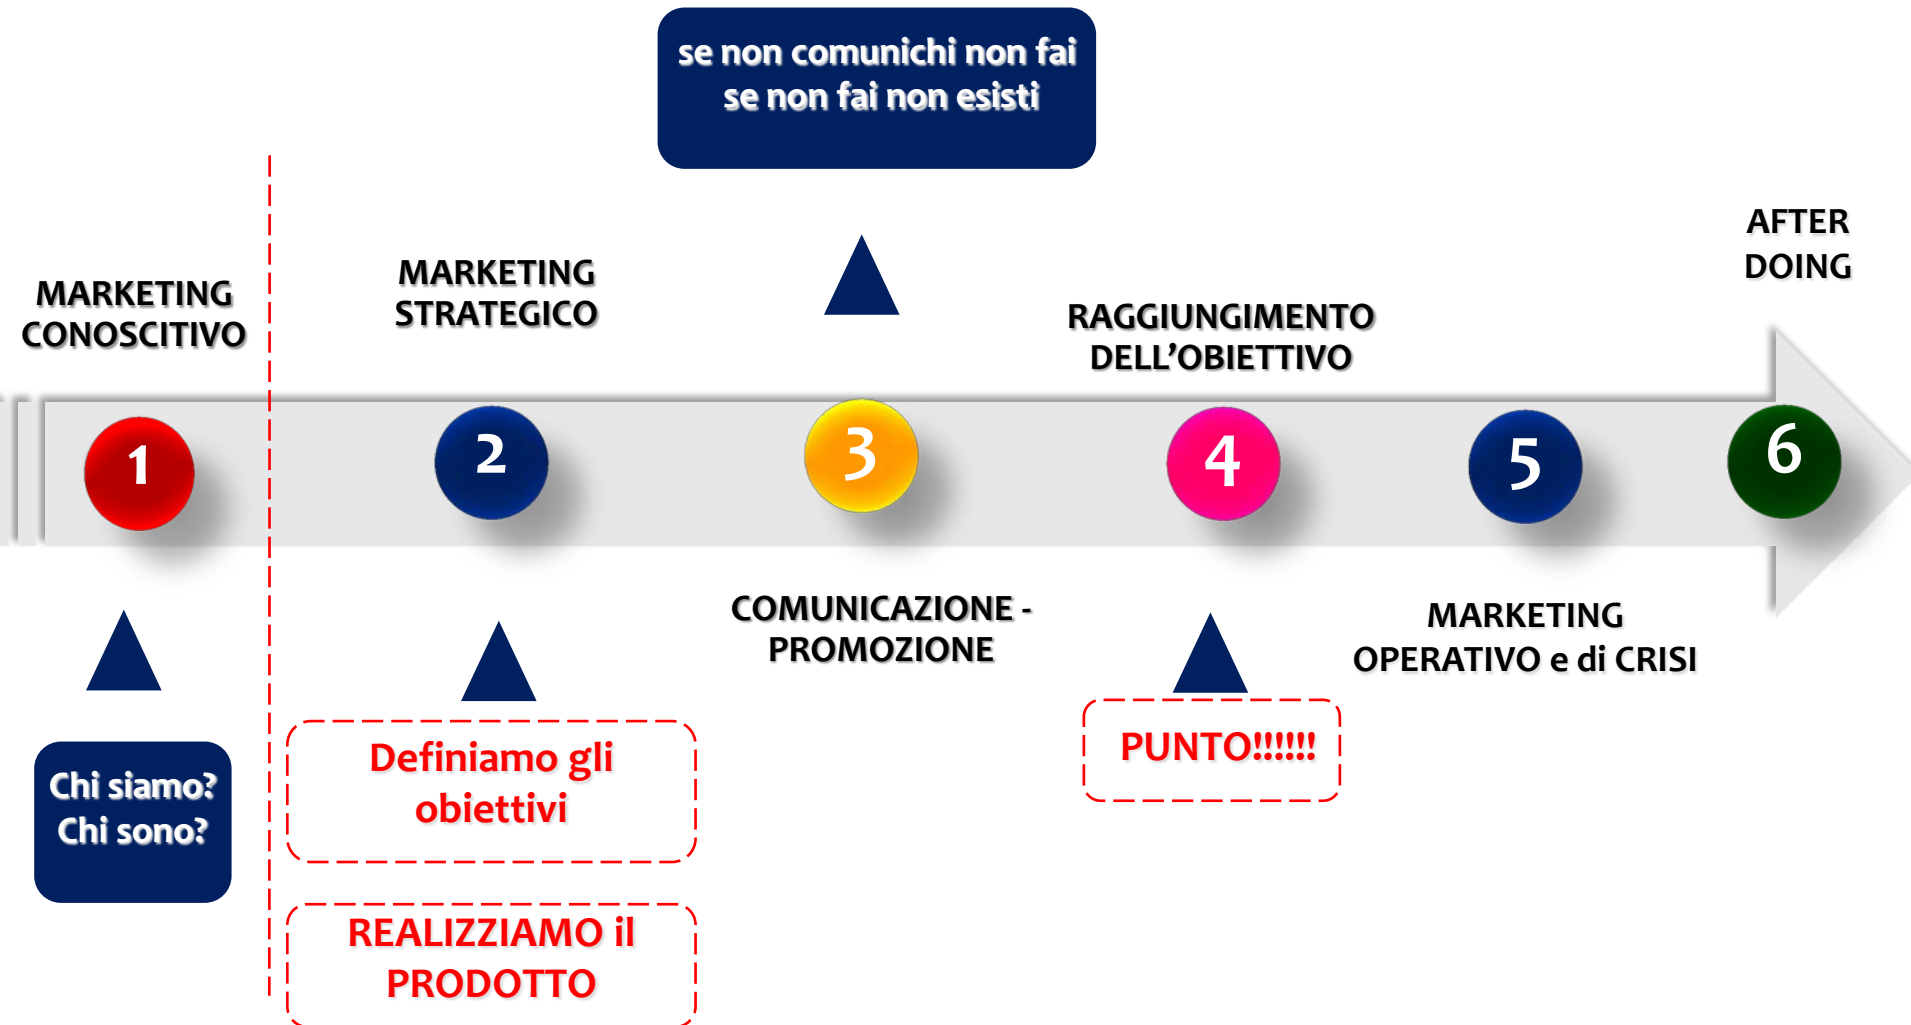 se non comunichi non fai
se non fai non esisti
AFTER
DOING
MARKETING
STRATEGICO
MARKETING
CONOSCITIVO
RAGGIUNGIMENTO
DELL’OBIETTIVO
1
2
3
4
5
6
COMUNICAZIONE -
PROMOZIONE
MARKETING
OPERATIVO e di CRISI
PUNTO!!!!!!
Definiamo gli
obiettivi
Chi siamo?
Chi sono?
REALIZZIAMO il
PRODOTTO